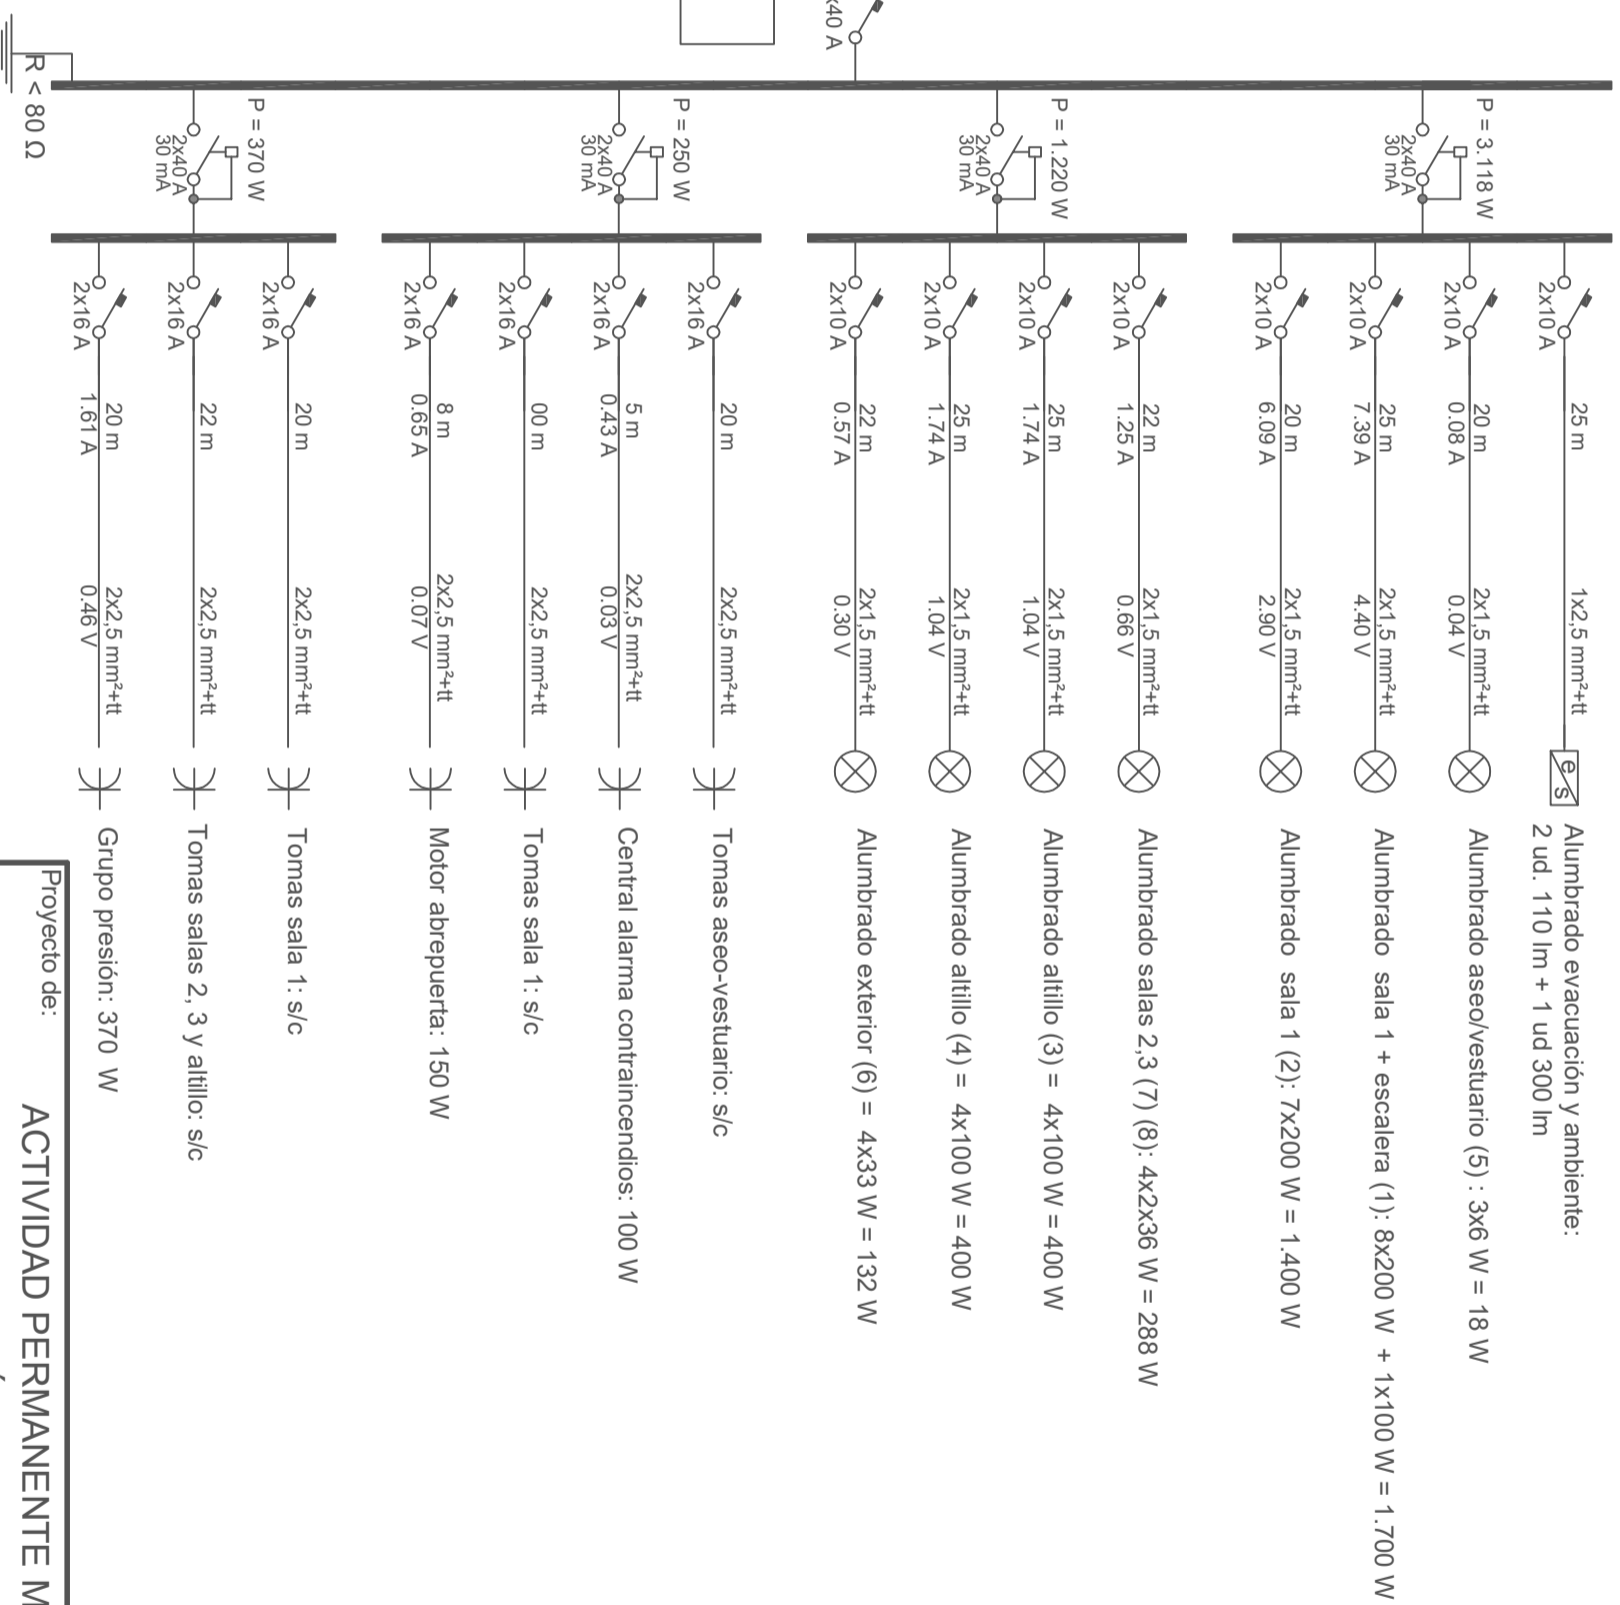 x40 A
R < 80 Ω
P = 3.118 W
2x40 A
30 mA
2x10 A
25 m
1x2,5 mm²+tt
e s
Alumbrado evacuación y ambiente:
2 ud. 110 lm + 1 ud 300 lm
2x10 A
20 m
0.08 A
2x1,5 mm²+tt
0.04 V
Alumbrado aseo/vestuario (5) : 3x6 W = 18 W
2x10 A
25 m
7.39 A
2x1,5 mm²+tt
4.40 V
Alumbrado sala 1 + escalera (1): 8x200 W + 1x100 W = 1.700 W
2x10 A
20 m
6.09 A
2x1,5 mm²+tt
2.90 V
Alumbrado sala 1 (2): 7x200 W = 1.400 W
P = 1.220 W
2x40 A
30 mA
2x10 A
22 m
1.25 A
2x1,5 mm²+tt
0.66 V
Alumbrado salas 2,3 (7) (8): 4x2x36 W = 288 W
2x10 A
25 m
1.74 A
2x1,5 mm²+tt
1.04 V
Alumbrado altillo (3) = 4x100 W = 400 W
2x10 A
25 m
1.74 A
2x1,5 mm²+tt
1.04 V
Alumbrado altillo (4) = 4x100 W = 400 W
2x10 A
22 m
0.57 A
2x1,5 mm²+tt
0.30 V
Alumbrado exterior (6) = 4x33 W = 132 W
P = 250 W
2x40 A
30 mA
2x16 A
20 m
2x2,5 mm²+tt
Tomas aseo-vestuario: s/c
2x16 A
5 m
0.43 A
2x2,5 mm²+tt
0.03 V
Central alarma contraincendios: 100 W
2x16 A
00 m
2x2,5 mm²+tt
Tomas sala 1: s/c
2x16 A
8 m
0.65 A
2x2,5 mm²+tt
0.07 V
Motor abrepuerta: 150 W
P = 370 W
2x40 A
30 mA
2x16 A
20 m
2x2,5 mm²+tt
Tomas sala 1: s/c
2x16 A
22 m
2x2,5 mm²+tt
Tomas salas 2, 3 y altillo: s/c
2x16 A
20 m
1.61 A
2x2,5 mm²+tt
0.46 V
Grupo presión: 370 W
Proyecto de:
ACTIVIDAD PERMANENTE M